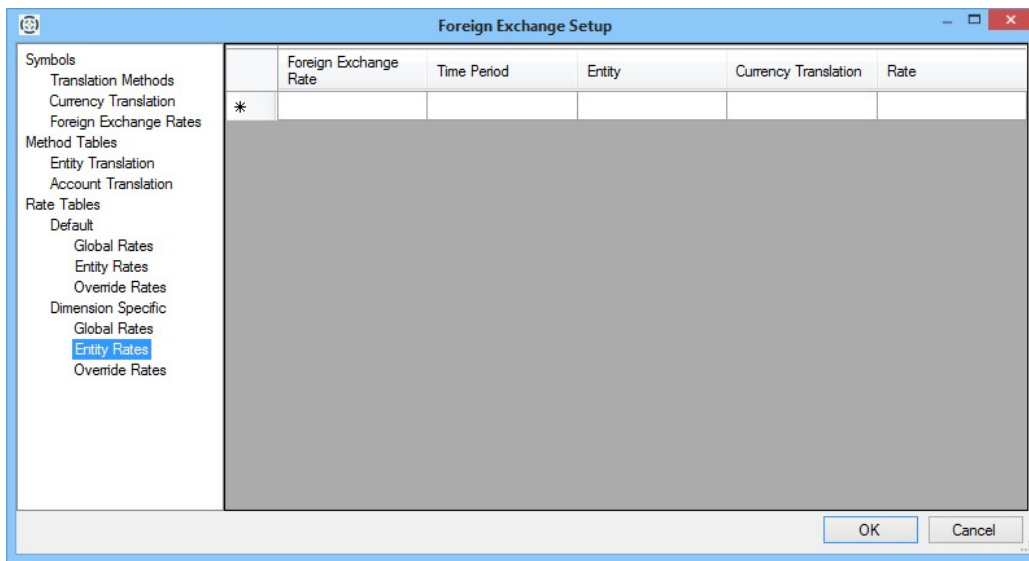 Foreign Exchange Setup
Symbols
Translation Methods
Currency Translation
Foreign Exchange Rates
Method Tables
Entity Translation
Account Translation
Rate Tables
Default
Global Rates
Entity Rates
Override Rates
Dimension Specific
Global Rates
Entity Rates
Override Rates
Foreign Exchange
Rate
Time Period
Entity
Currency Translation
Rate
OK
Cancel